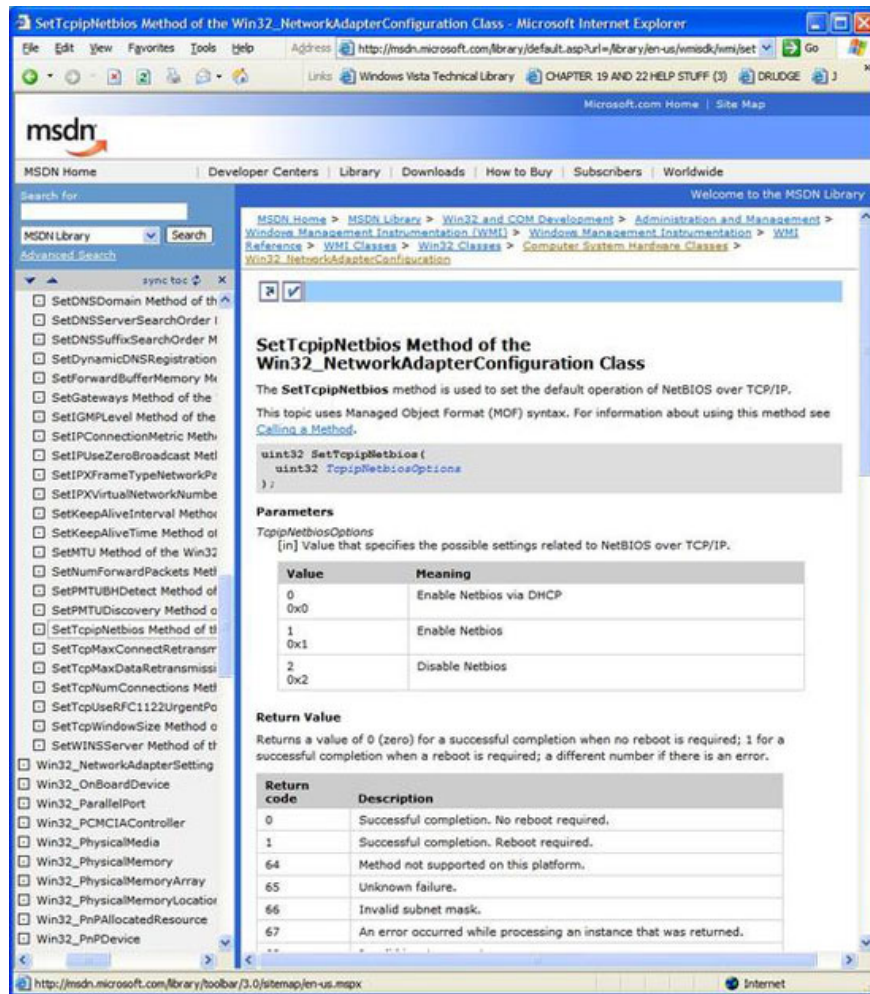 SetTcpipNetbios Method of the Win32_NetworkAdapterConfiguration Class - Microsoft Internet Explorer
File Edit View Favorites Tools Help
Address http://msdn.microsoft.com/library/default.asp?url=/library/en-us/wmisdk/wmi/set Go
Links Windows Vista Technical Library CHAPTER 19 AND 22 HELP STUFF (3) DRUDGE
Microsoft.com Home | Site Map
msdn
MSDN Home | Developer Centers | Library | Downloads | How to Buy | Subscribers | Worldwide
Search for
MSDN Library Search
Advanced Search
sync toc
SetDNSDomain Method of th
SetDNSServerSearchOrder
SetDNSSuffixSearchOrder M
SetDynamicDNSRegistration
SetForwardBufferMemory Me
SetGateways Method of the
SetIGMPLevel Method of the
SetIPConnectionMetric Meth
SetIPUseZeroBroadcast Met
SetIPXFrameTypeNetworkPa
SetIPXVirtualNetworkNumbe
SetKeepAliveInterval Method
SetKeepAliveTime Method of
SetMTU Method of the Win32
SetNumForwardPackets Met
SetPMTUBHDetect Method of
SetPMTUDiscovery Method o
SetTcpipNetbios Method of th
SetTcpMaxConnectRetransm
SetTcpMaxDataRetransmissi
SetTcpNumConnections Met
SetTcpUseRFC1122UrgentPo
SetTcpWindowSize Method o
SetWINSServer Method of th
Win32_NetworkAdapterSetting
Win32_OnBoardDevice
Win32_ParallelPort
Win32_PCMCIAController
Win32_PhysicalMedia
Win32_PhysicalMemory
Win32_PhysicalMemoryArray
Win32_PhysicalMemoryLocation
Win32_PnPAllocatedResource
Win32_PnPDevice
Welcome to the MSDN Library
MSDN Home > MSDN Library > Win32 and COM Development > Administration and Management >
Windows Management Instrumentation (WMI) > Windows Management Instrumentation > WMI
Reference > WMI Classes > Win32 Classes > Computer System Hardware Classes >
Win32_NetworkAdapterConfiguration
SetTcpipNetbios Method of the
Win32_NetworkAdapterConfiguration Class
The SetTcpipNetbios method is used to set the default operation of NetBIOS over TCP/IP.
This topic uses Managed Object Format (MOF) syntax. For information about using this method see
Calling a Method.
uint32 SetTcpipNetbios(
uint32 TcpipNetbiosOptions
);
Parameters
TcpipNetbiosOptions
[in] Value that specifies the possible settings related to NetBIOS over TCP/IP.
Value Meaning
0 Enable Netbios via DHCP
0x0
1 Enable Netbios
0x1
2 Disable Netbios
0x2
Return Value
Returns a value of 0 (zero) for a successful completion when no reboot is required; 1 for a
successful completion when a reboot is required; a different number if there is an error.
Return
code Description
0 Successful completion. No reboot required.
1 Successful completion. Reboot required.
64 Method not supported on this platform.
65 Unknown failure.
66 Invalid subnet mask.
67 An error occurred while processing an instance that was returned.
http://msdn.microsoft.com/library/toolbar/3.0/sitemap/en-us.mspx
Internet